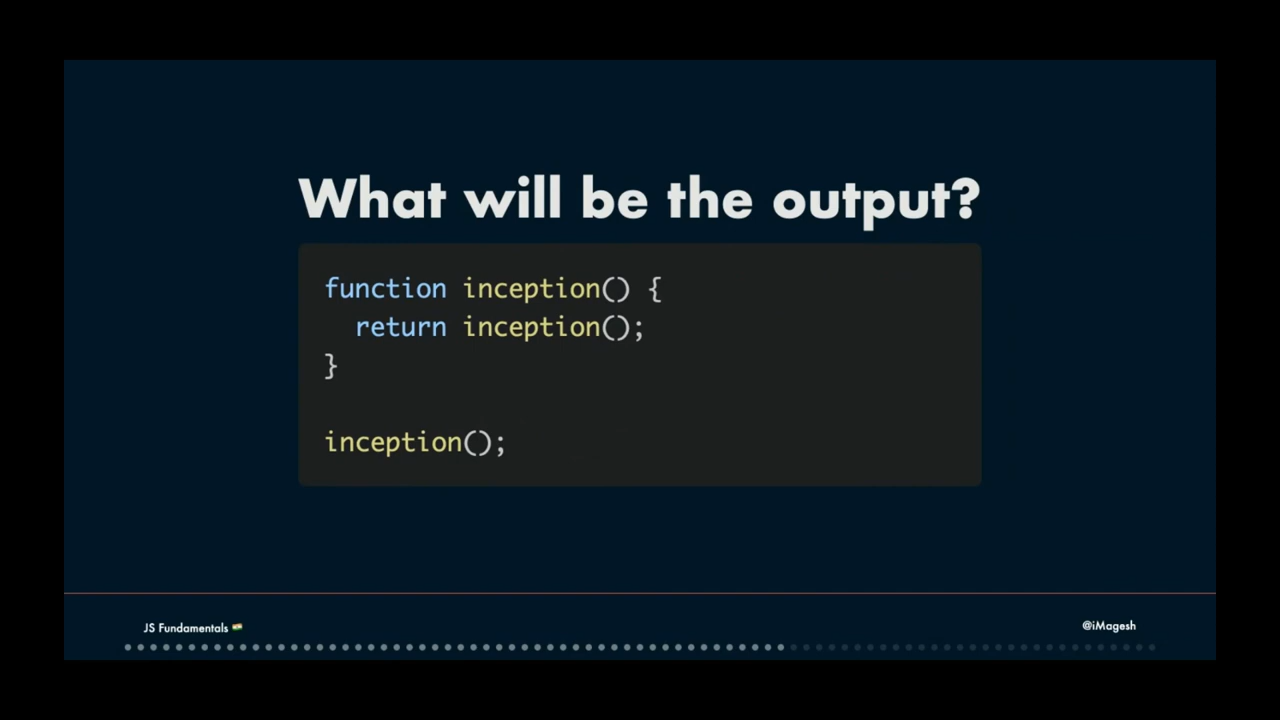 What will be the output?
function inception() {
  return inception();
}

inception();
JS Fundamentals 🇮🇳
@iMagesh